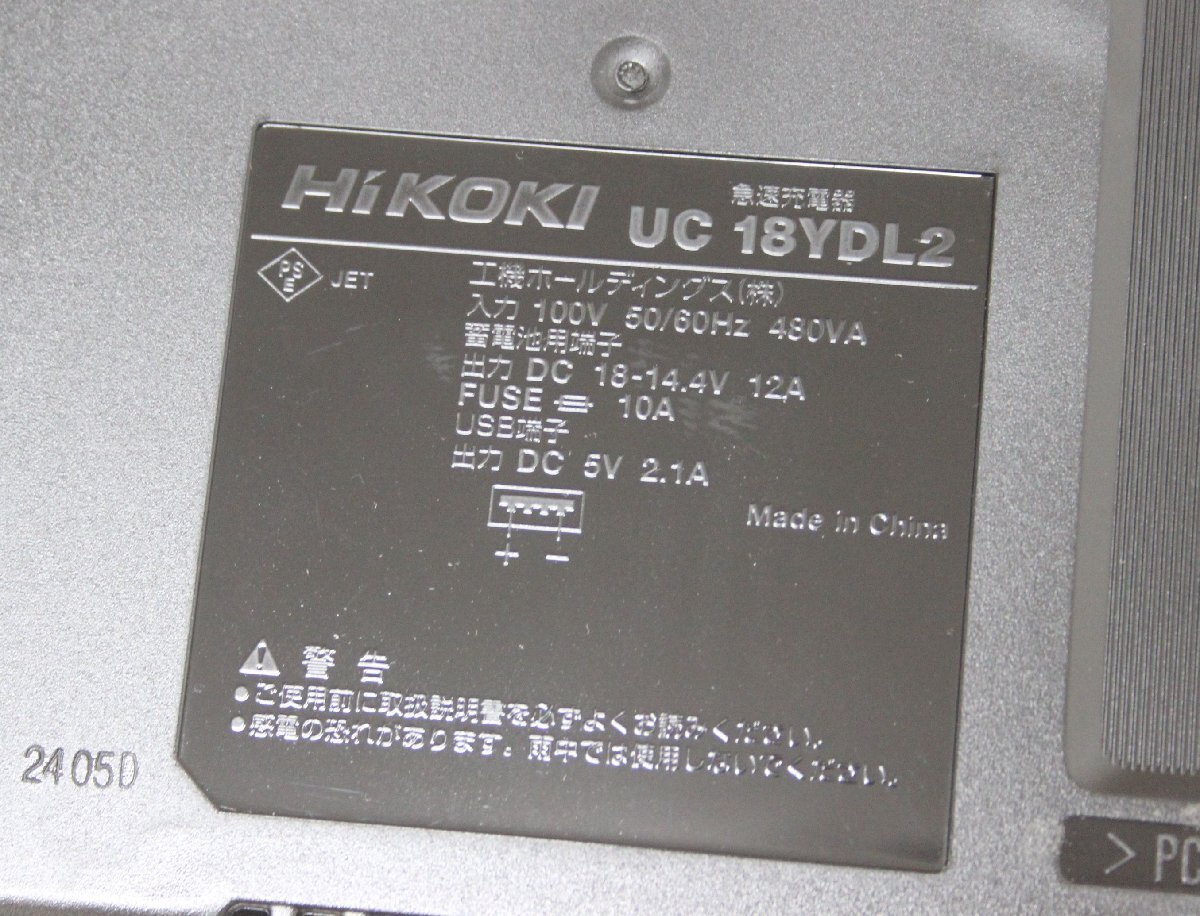 HiKOKI
急速充電器
UC 18YDL2
PS
E
JET
工機ホールディングス(株)
入力 100V 50/60Hz 480VA
蓄電池用端子
出力 DC 18-14.4V 12A
FUSE 10A
USB端子
出力 DC 5V 2.1A
+ −
Made in China
警告
●ご使用前に取扱説明書を必ずよくお読みください。
●感電の恐れがあります。雨中では使用しないでください。
2405D
>PC